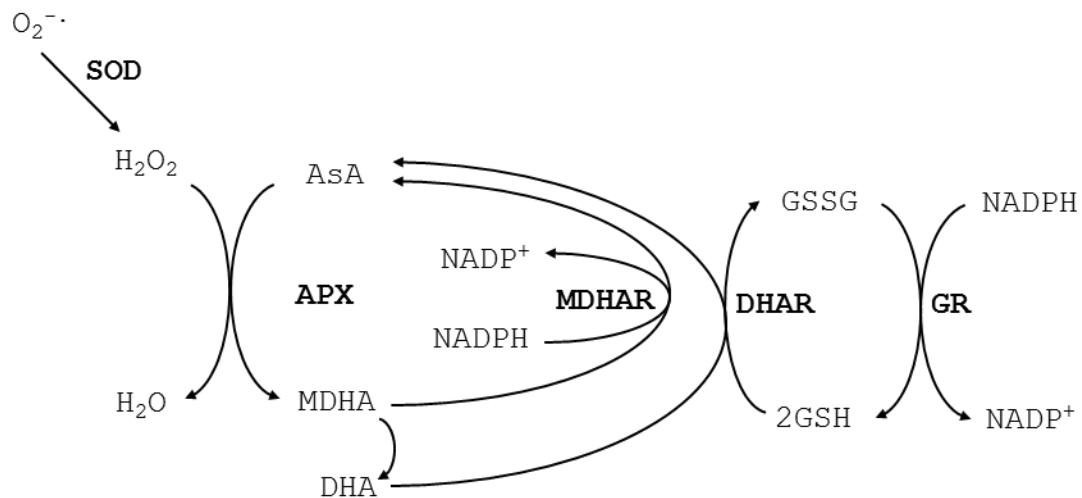 O₂⁻·
SOD
H₂O₂
AsA
GSSG
NADPH
NADP⁺
APX
MDHAR
DHAR
GR
NADPH
H₂O
MDHA
2GSH
NADP⁺
DHA